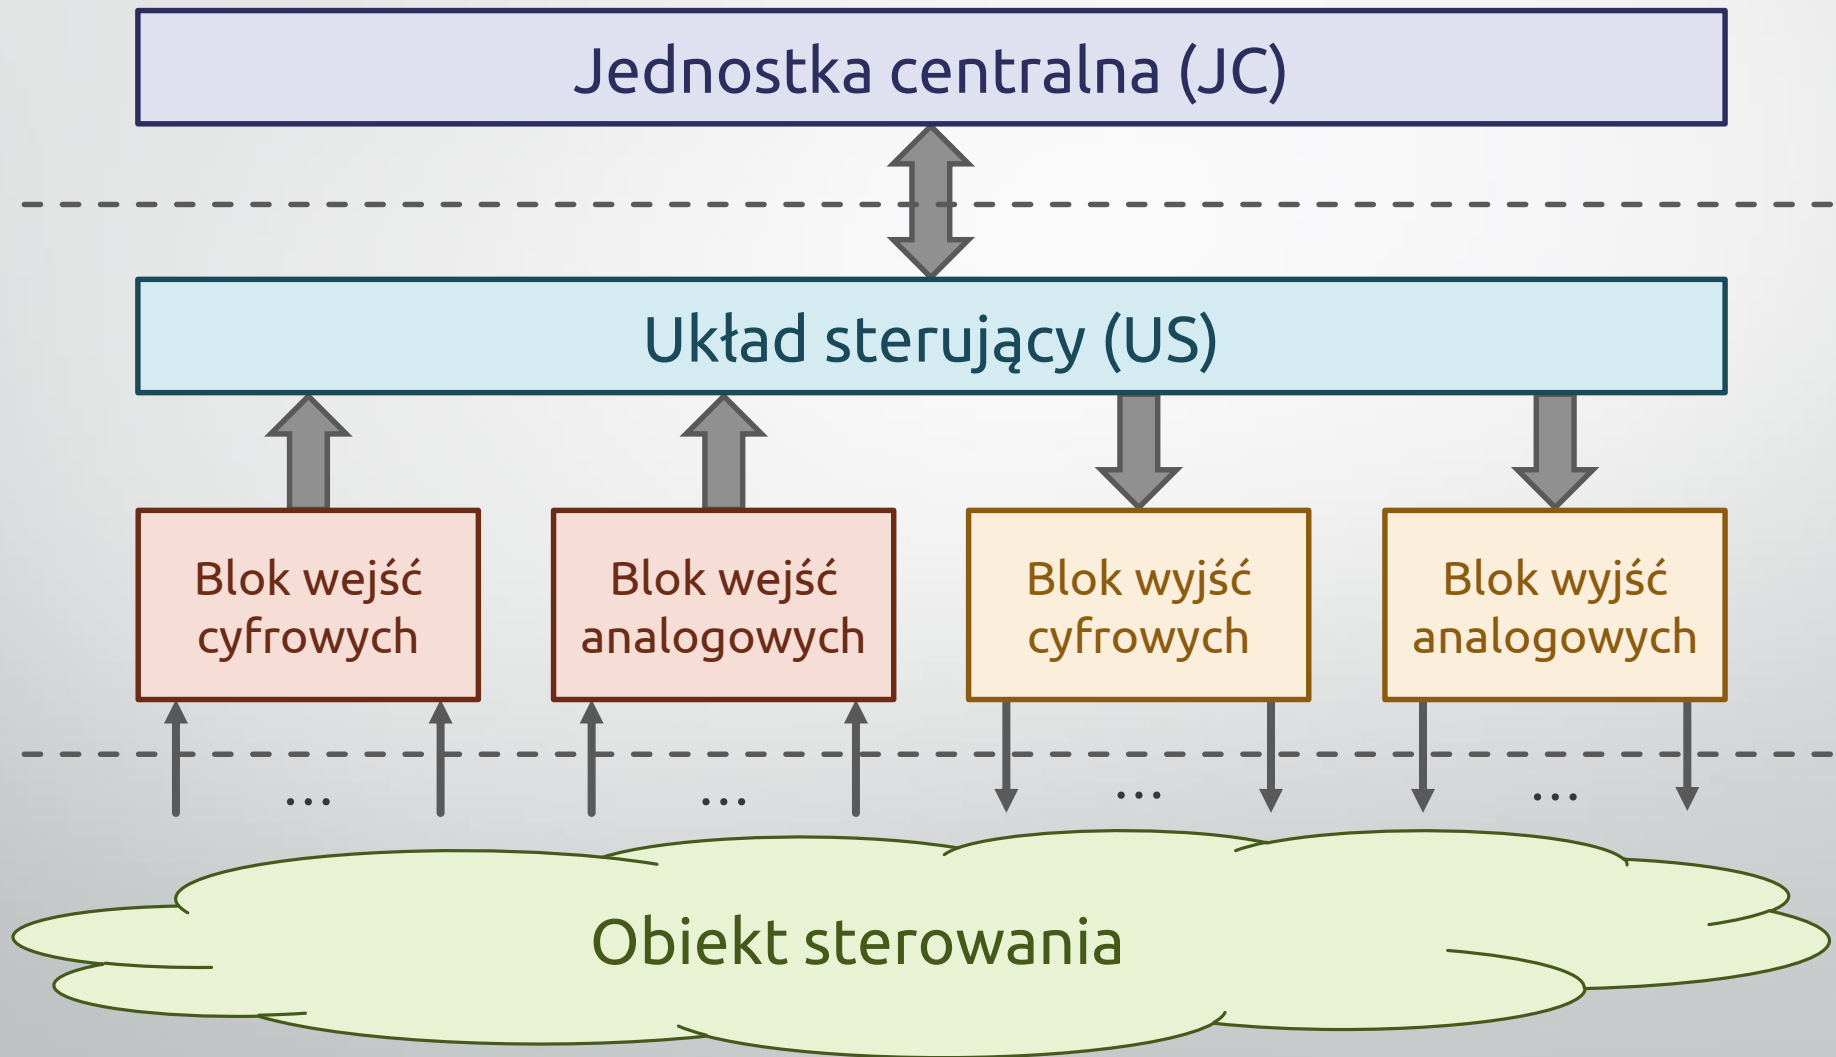 Jednostka centralna (JC)
Układ sterujący (US)
Blok wejść
cyfrowych
Blok wejść
analogowych
Blok wyjść
cyfrowych
Blok wyjść
analogowych
...
...
...
...
Obiekt sterowania